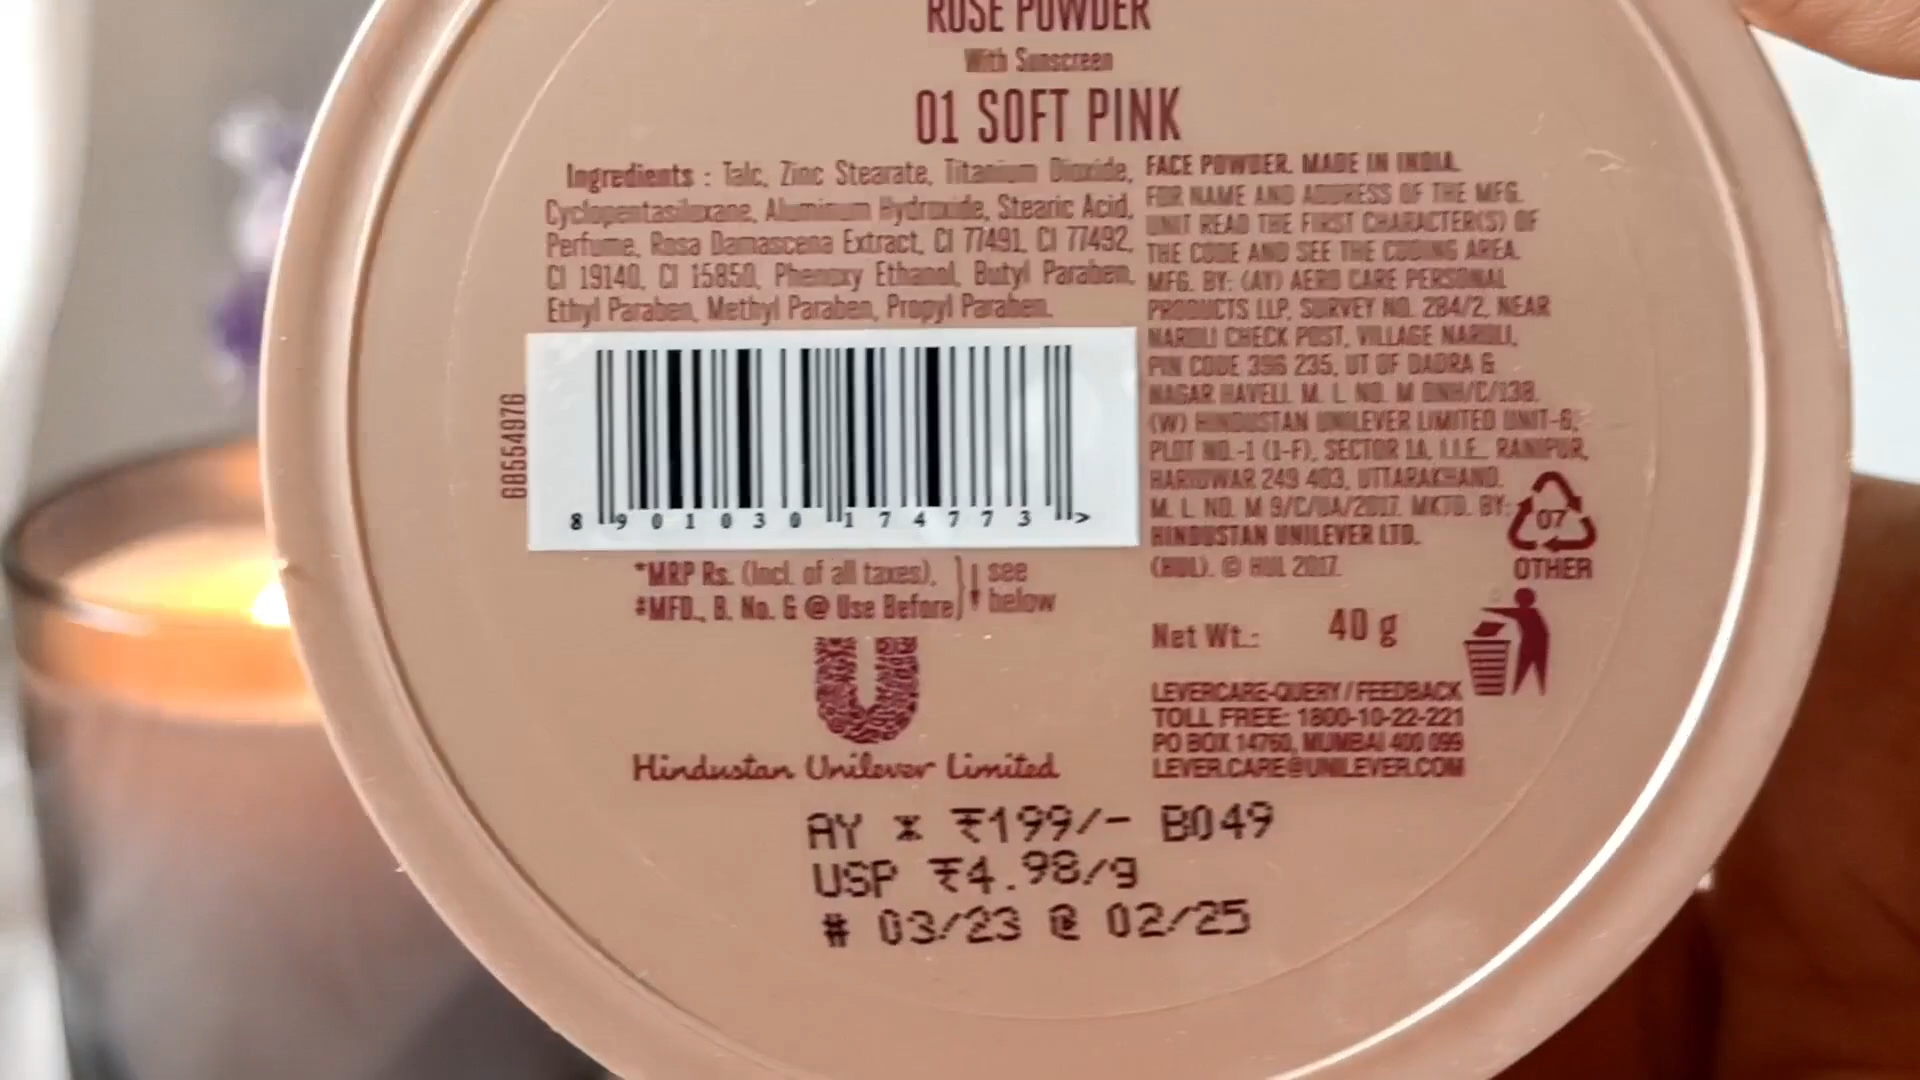 ROSE POWDER
With Sunscreen
01 SOFT PINK
Ingredients : Talc, Zinc Stearate, Titanium Dioxide,
Cyclopentasiloxane, Aluminum Hydroxide, Stearic Acid,
Perfume, Rosa Damascena Extract, CI 77491, CI 77492,
CI 19140, CI 15850, Phenoxy Ethanol, Butyl Paraben,
Ethyl Paraben, Methyl Paraben, Propyl Paraben.
68554976
8 901030 174773 >
*MRP Rs. (Incl. of all taxes),
#MFD., B. No. & @ Use Before
see
below
Hindustan Unilever Limited
FACE POWDER. MADE IN INDIA.
FOR NAME AND ADDRESS OF THE MFG.
UNIT READ THE FIRST CHARACTER(S) OF
THE CODE AND SEE THE CODING AREA.
MFG. BY: (AY) AERO CARE PERSONAL
PRODUCTS LLP, SURVEY NO. 284/2, NEAR
NAROLI CHECK POST, VILLAGE NAROLI,
PIN CODE 396 235, UT OF DADRA &
NAGAR HAVELI. M. L. NO. M DNH/C/138.
(W) HINDUSTAN UNILEVER LIMITED UNIT-6,
PLOT NO.-1 (1-F), SECTOR 1A, I.I.E. RANIPUR,
HARIDWAR 249 403, UTTARAKHAND.
M. L. NO. M 9/C/UA/2017. MKTD. BY:
HINDUSTAN UNILEVER LTD.
(HUL). © HUL 2017.
07
OTHER
Net Wt.: 40 g
LEVERCARE-QUERY / FEEDBACK
TOLL FREE: 1800-10-22-221
PO BOX 14760, MUMBAI 400 099
LEVER.CARE@UNILEVER.COM
AY * ₹199/- B049
USP ₹4.98/g
# 03/23 @ 02/25